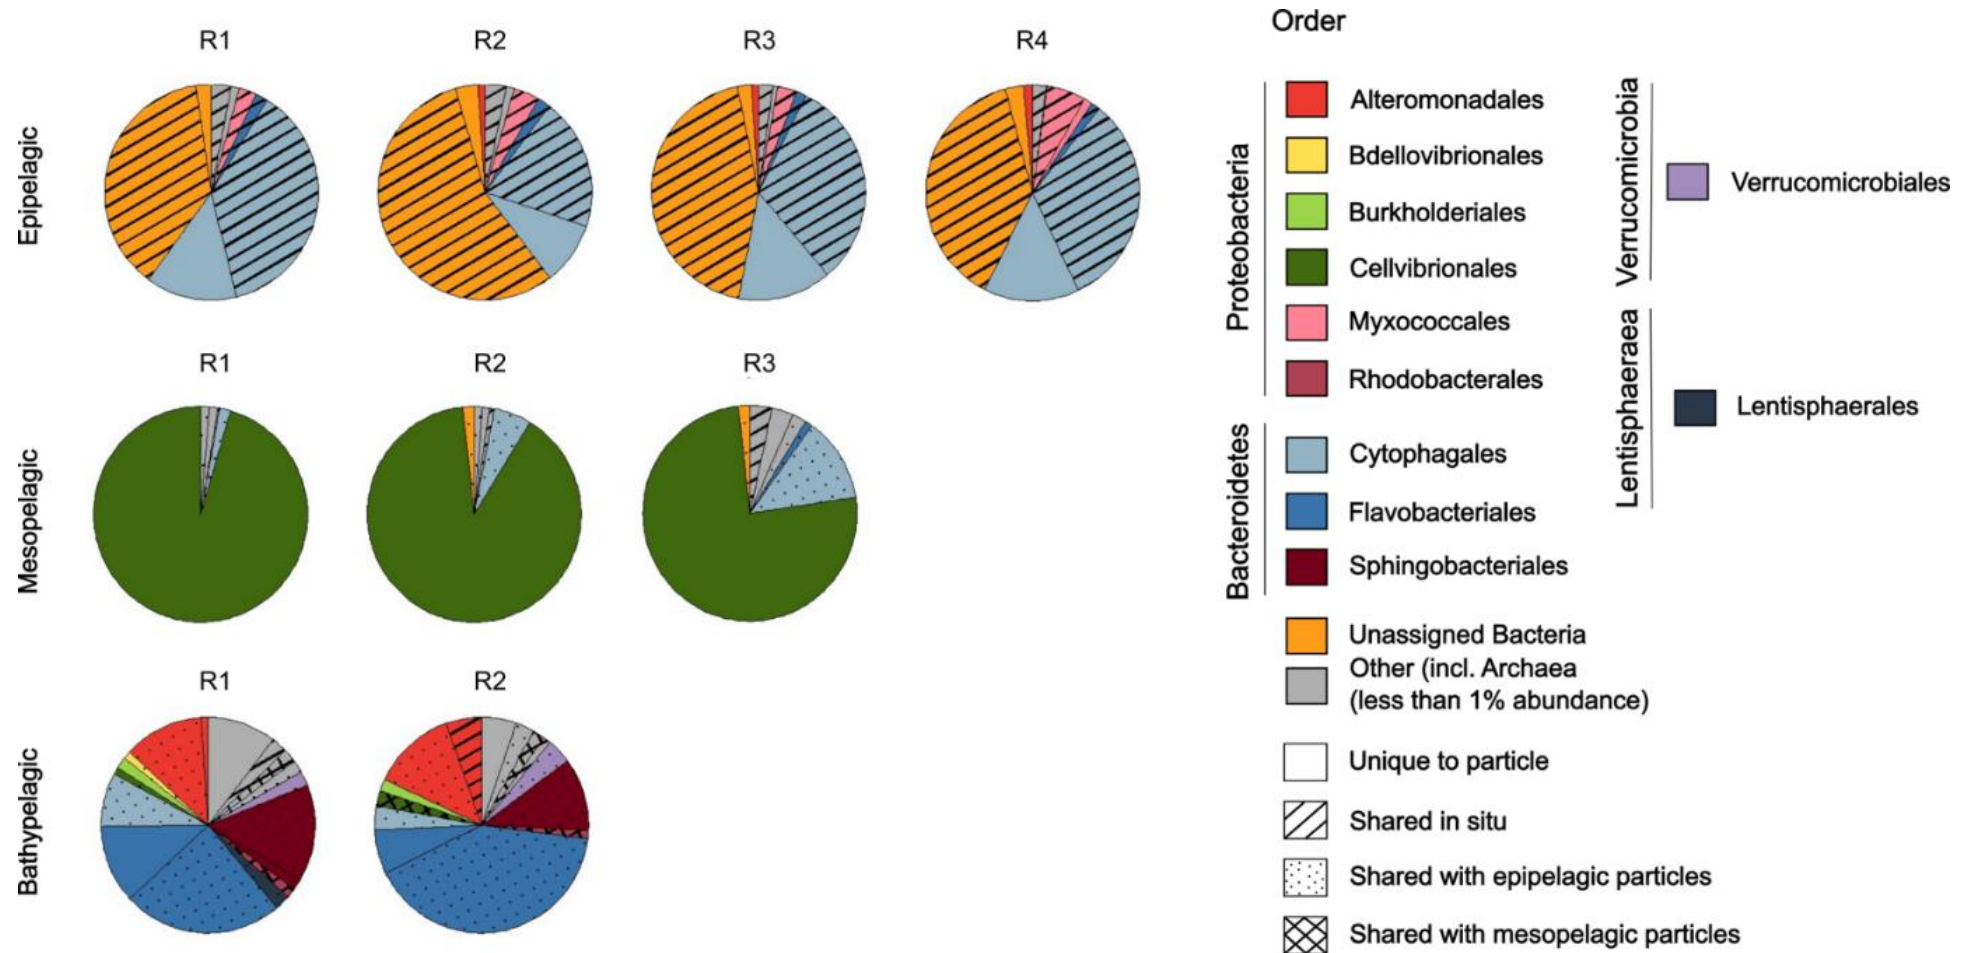 R1
R2
R3
R4
Epipelagic
R1
R2
R3
Mesopelagic
R1
R2
Bathypelagic
Order
Proteobacteria
Alteromonadales
Bdellovibrionales
Burkholderiales
Cellvibrionales
Myxococcales
Rhodobacterales
Bacteroidetes
Cytophagales
Flavobacteriales
Sphingobacteriales
Unassigned Bacteria
Other (incl. Archaea
(less than 1% abundance)
Unique to particle
Shared in situ
Shared with epipelagic particles
Shared with mesopelagic particles
Verrucomicrobia
Verrucomicrobiales
Lentisphaeraea
Lentisphaerales